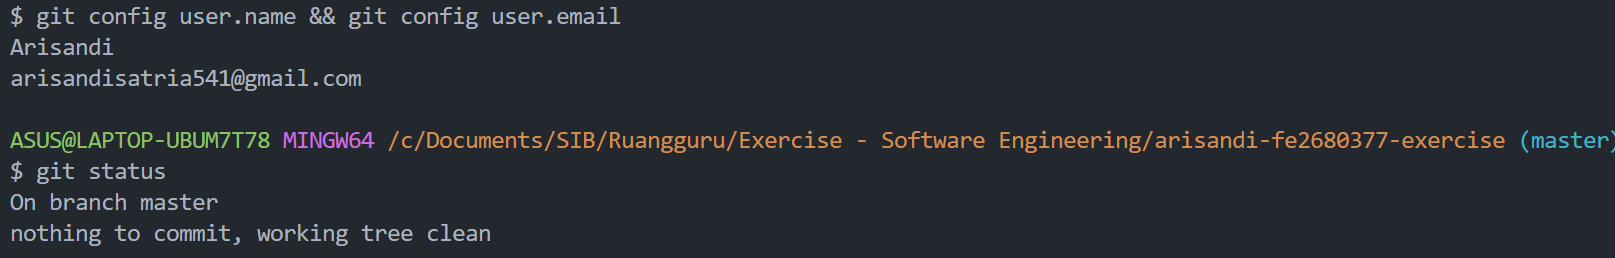 $ git config user.name && git config user.email
Arisandi
arisandisatria541@gmail.com
ASUS@LAPTOP-UBUM7T78 MINGW64 /c/Documents/SIB/Ruangguru/Exercise - Software Engineering/arisandi-fe2680377-exercise (master)
$ git status
On branch master
nothing to commit, working tree clean